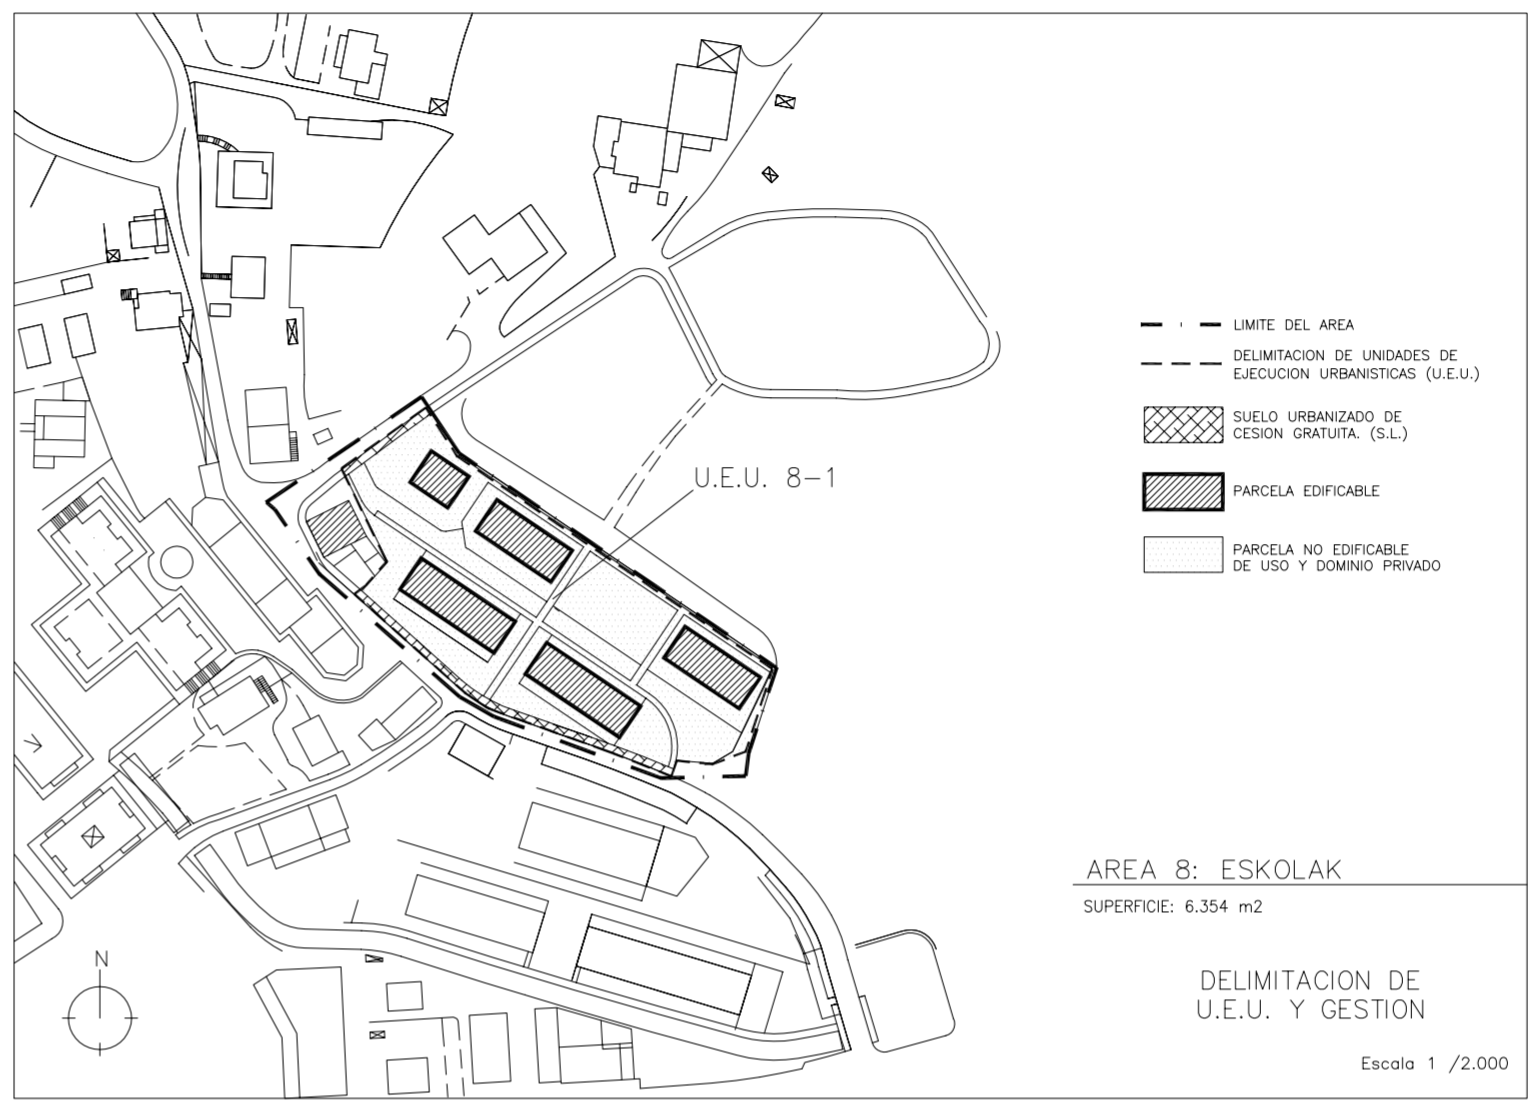 LIMITE DEL AREA
DELIMITACION DE UNIDADES DE
EJECUCION URBANISTICAS (U.E.U.)
SUELO URBANIZADO DE
CESION GRATUITA. (S.L.)
U.E.U. 8-1
PARCELA EDIFICABLE
PARCELA NO EDIFICABLE
DE USO Y DOMINIO PRIVADO
AREA 8: ESKOLAK
SUPERFICIE: 6.354 m2
N
DELIMITACION DE
U.E.U. Y GESTION
Escala 1 /2.000